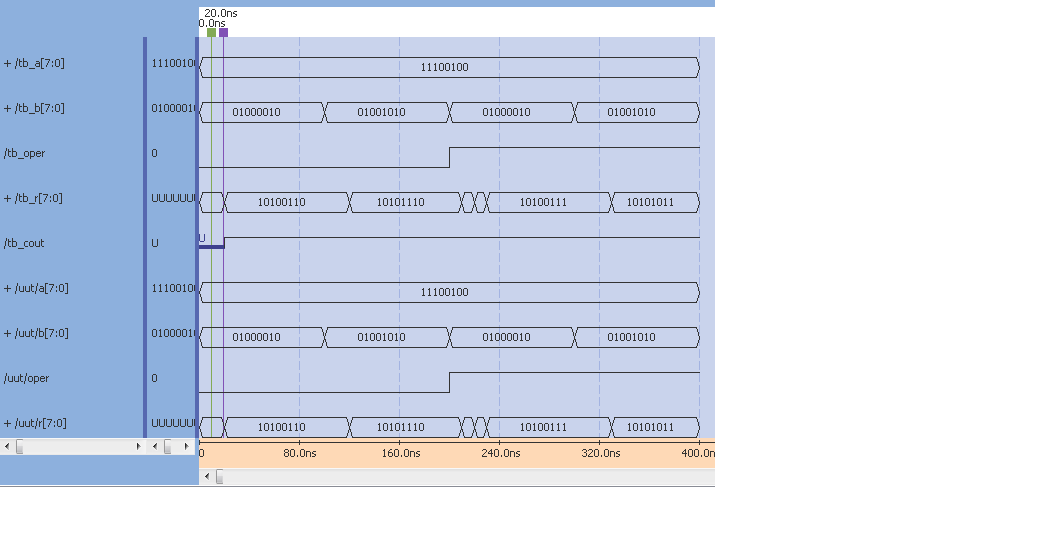 20.0ns
0.0ns
+ /tb_a[7:0] 11100100 11100100
+ /tb_b[7:0] 01000010 01000010 01001010 01000010 01001010
/tb_oper 0
+ /tb_r[7:0] UUUUUUU 10100110 10101110 10100111 10101011
/tb_cout U U
+ /uut/a[7:0] 11100100 11100100
+ /uut/b[7:0] 01000010 01000010 01001010 01000010 01001010
/uut/oper 0
+ /uut/r[7:0] UUUUUUU 10100110 10101110 10100111 10101011
0 80.0ns 160.0ns 240.0ns 320.0ns 400.0n